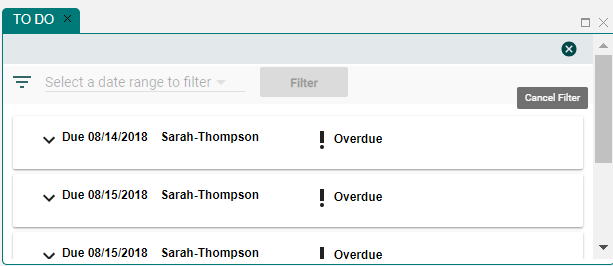 TO DO
Select a date range to filter Filter
Cancel Filter
Due 08/14/2018 Sarah-Thompson Overdue
Due 08/15/2018 Sarah-Thompson Overdue
Due 08/15/2018 Sarah-Thompson Overdue